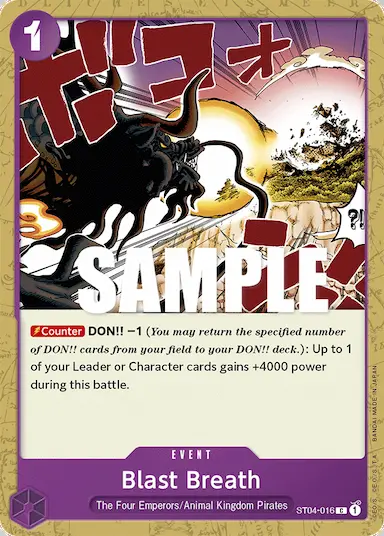 1
ボロオ
?!
SAMPLE
Counter DON!! −1 (You may return the specified number
of DON!! cards from your field to your DON!! deck.): Up to 1
of your Leader or Character cards gains +4000 power
during this battle.
EVENT
Blast Breath
The Four Emperors/Animal Kingdom Pirates
ST04-016 C 1
BANDAI MADE IN JAPAN